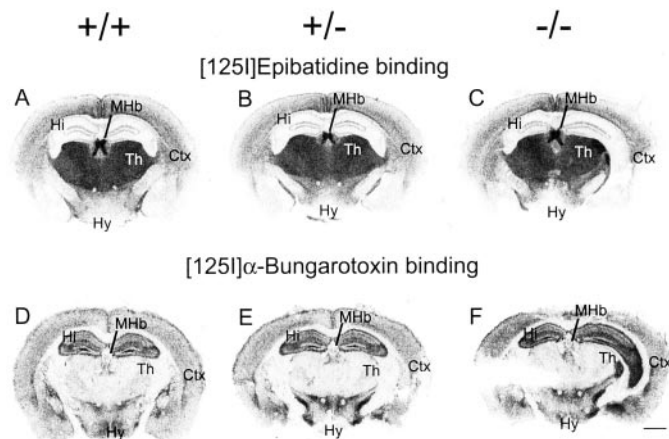 +/+ +/- -/-
[125I]Epibatidine binding
A B C
MHb MHb MHb
Hi Hi Hi
Th Ctx Th Ctx Th Ctx
Hy Hy Hy
[125I]α-Bungarotoxin binding
D E F
MHb MHb MHb
Hi Hi Hi
Th Ctx Th Ctx Th Ctx
Hy Hy Hy